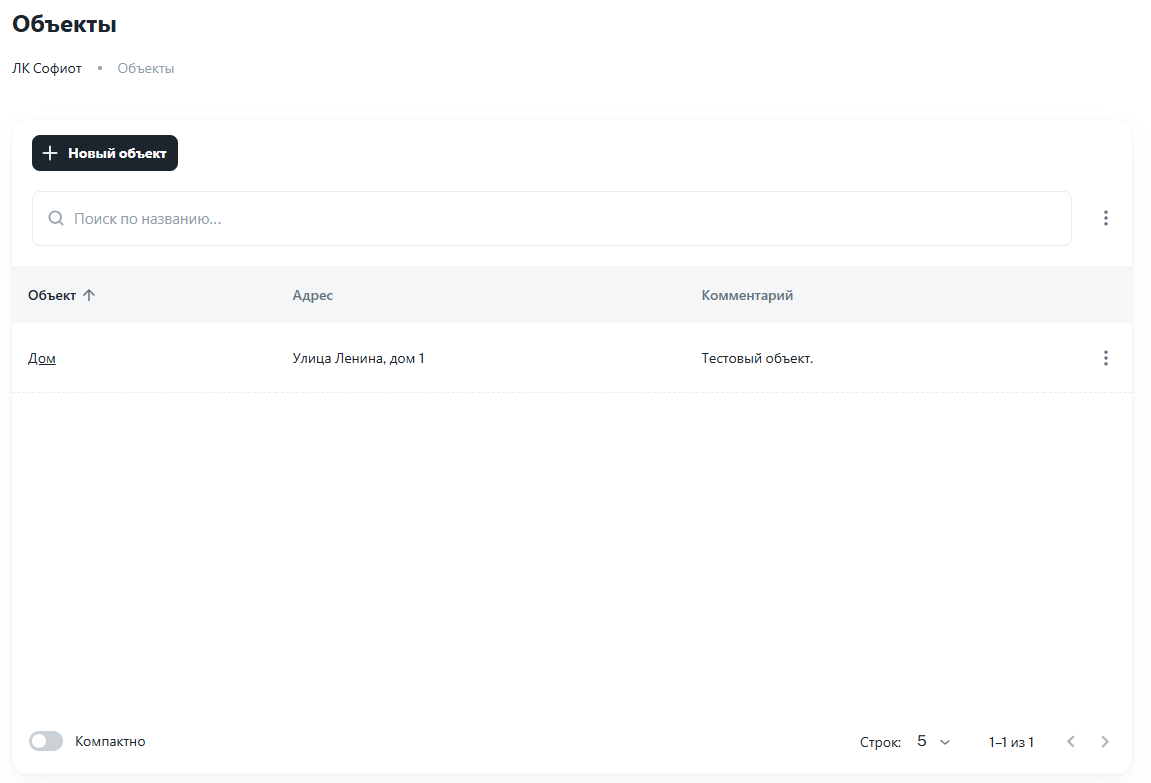 Объекты
ЛК Софиот • Объекты
Новый объект
Поиск по названию...
Объект Адрес Комментарий
Дом Улица Ленина, дом 1 Тестовый объект.
Компактно Строк: 5 1–1 из 1